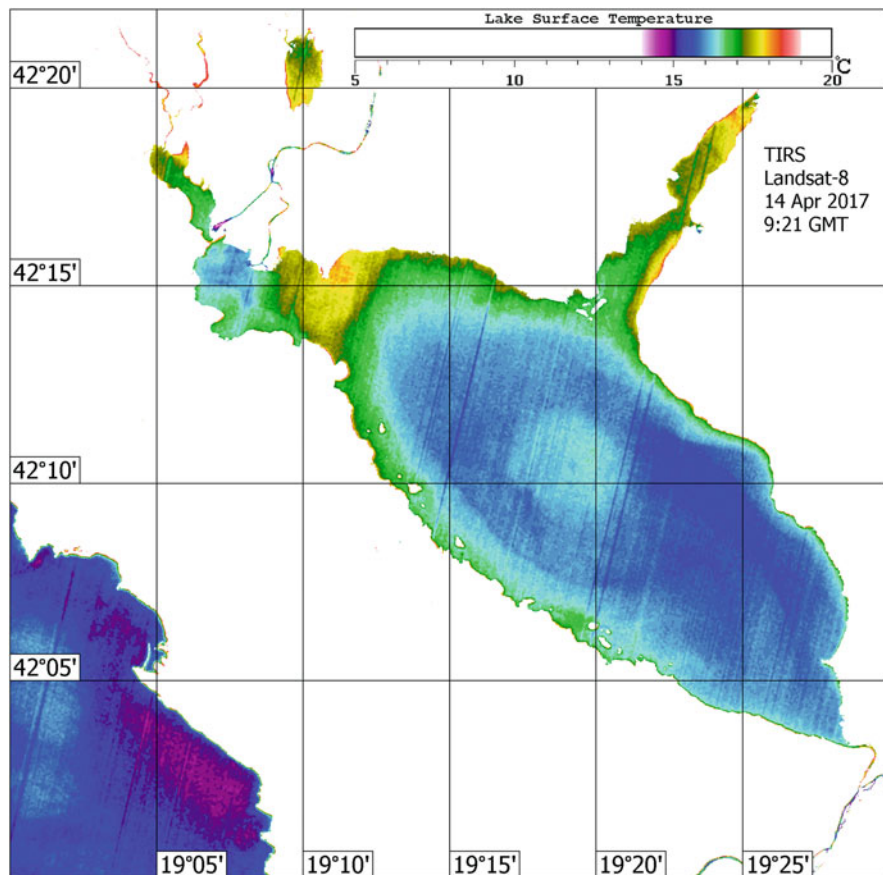 Lake Surface Temperature
°C
5 10 15 20
42°20'
TIRS
Landsat-8
14 Apr 2017
9:21 GMT
42°15'
42°10'
42°05'
19°05' 19°10' 19°15' 19°20' 19°25'